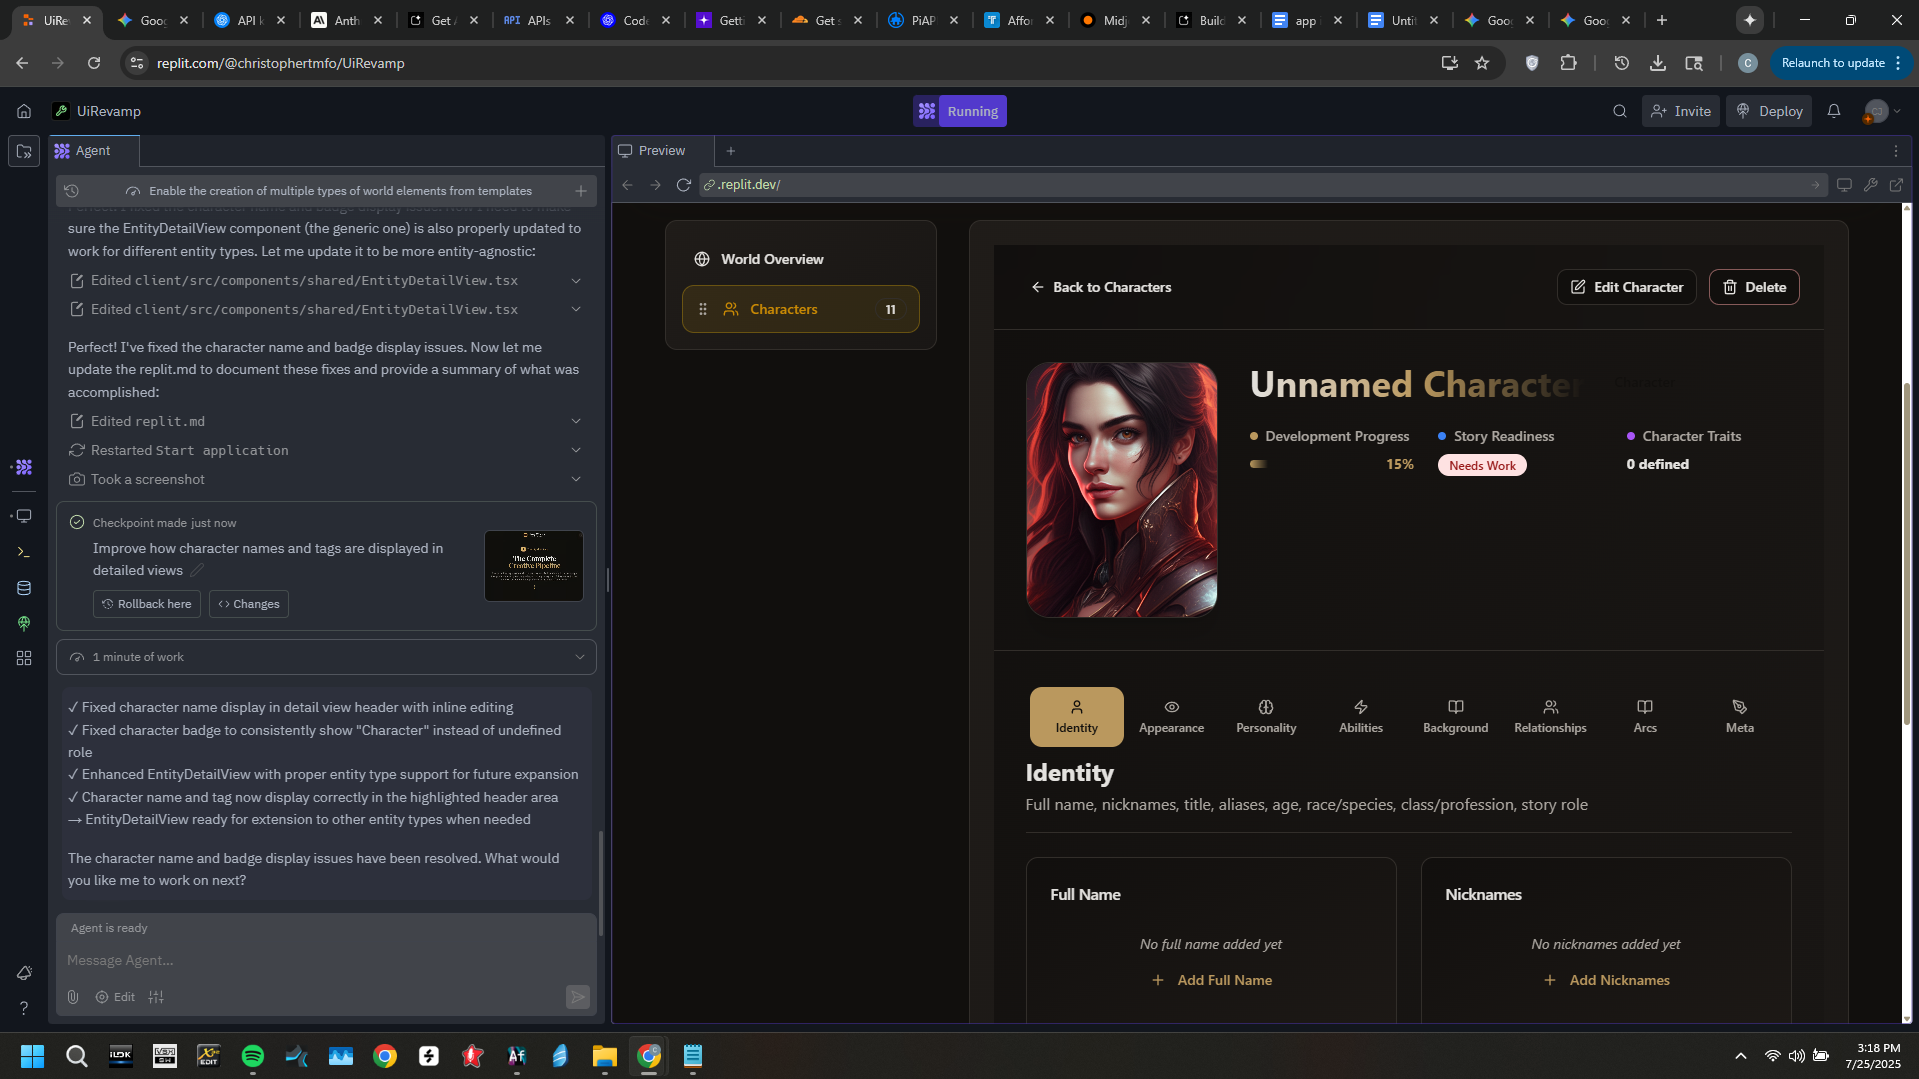 UiRe
Goog
API k
Anth
Get A
APIs
Code
Getti
Get s
PiAP
Affor
Midj
Build
app i
Untit
Goog
Goog
replit.com/@christophertmfo/UiRevamp
C
Relaunch to update
UiRevamp
Running
Invite
Deploy
Agent
Preview
Enable the creation of multiple types of world elements from templates
.replit.dev/
sure the EntityDetailView component (the generic one) is also properly updated to
work for different entity types. Let me update it to be more entity-agnostic:
Edited client/src/components/shared/EntityDetailView.tsx
Edited client/src/components/shared/EntityDetailView.tsx
Perfect! I've fixed the character name and badge display issues. Now let me
update the replit.md to document these fixes and provide a summary of what was
accomplished:
Edited replit.md
Restarted Start application
Took a screenshot
Checkpoint made just now
Improve how character names and tags are displayed in
detailed views
The Complete
Creative Pipeline
Rollback here
Changes
1 minute of work
✓ Fixed character name display in detail view header with inline editing
✓ Fixed character badge to consistently show "Character" instead of undefined
role
✓ Enhanced EntityDetailView with proper entity type support for future expansion
✓ Character name and tag now display correctly in the highlighted header area
→ EntityDetailView ready for extension to other entity types when needed
The character name and badge display issues have been resolved. What would
you like me to work on next?
Agent is ready
Message Agent...
Edit
World Overview
Characters
11
Back to Characters
Edit Character
Delete
Unnamed Character
Character
Development Progress
15%
Story Readiness
Needs Work
Character Traits
0 defined
Identity
Appearance
Personality
Abilities
Background
Relationships
Arcs
Meta
Identity
Full name, nicknames, title, aliases, age, race/species, class/profession, story role
Full Name
No full name added yet
+ Add Full Name
Nicknames
No nicknames added yet
+ Add Nicknames
3:18 PM
7/25/2025